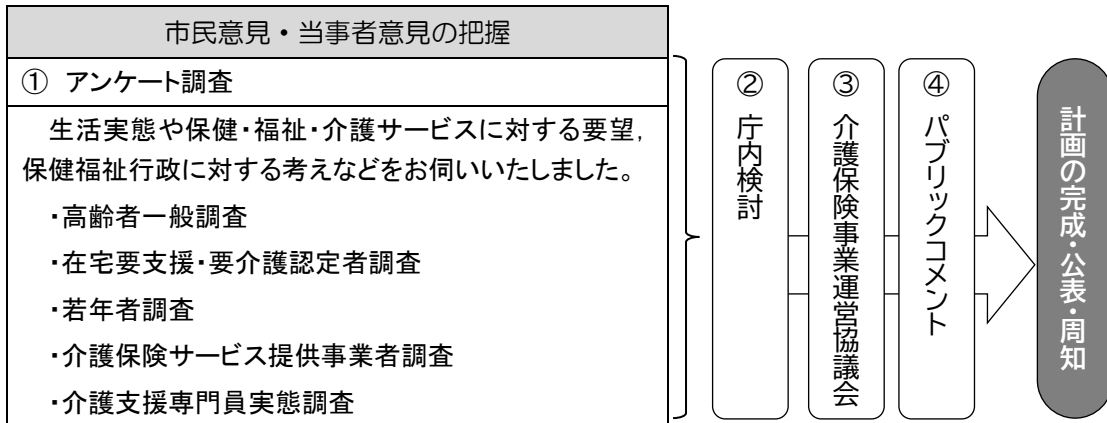 市民意見・当事者意見の把握
① アンケート調査
生活実態や保健・福祉・介護サービスに対する要望，
保健福祉行政に対する考えなどをお伺いいたしました。
・高齢者一般調査
・在宅要支援・要介護認定者調査
・若年者調査
・介護保険サービス提供事業者調査
・介護支援専門員実態調査
② 庁内検討
③ 介護保険事業運営協議会
④ パブリックコメント
計画の完成・公表・周知